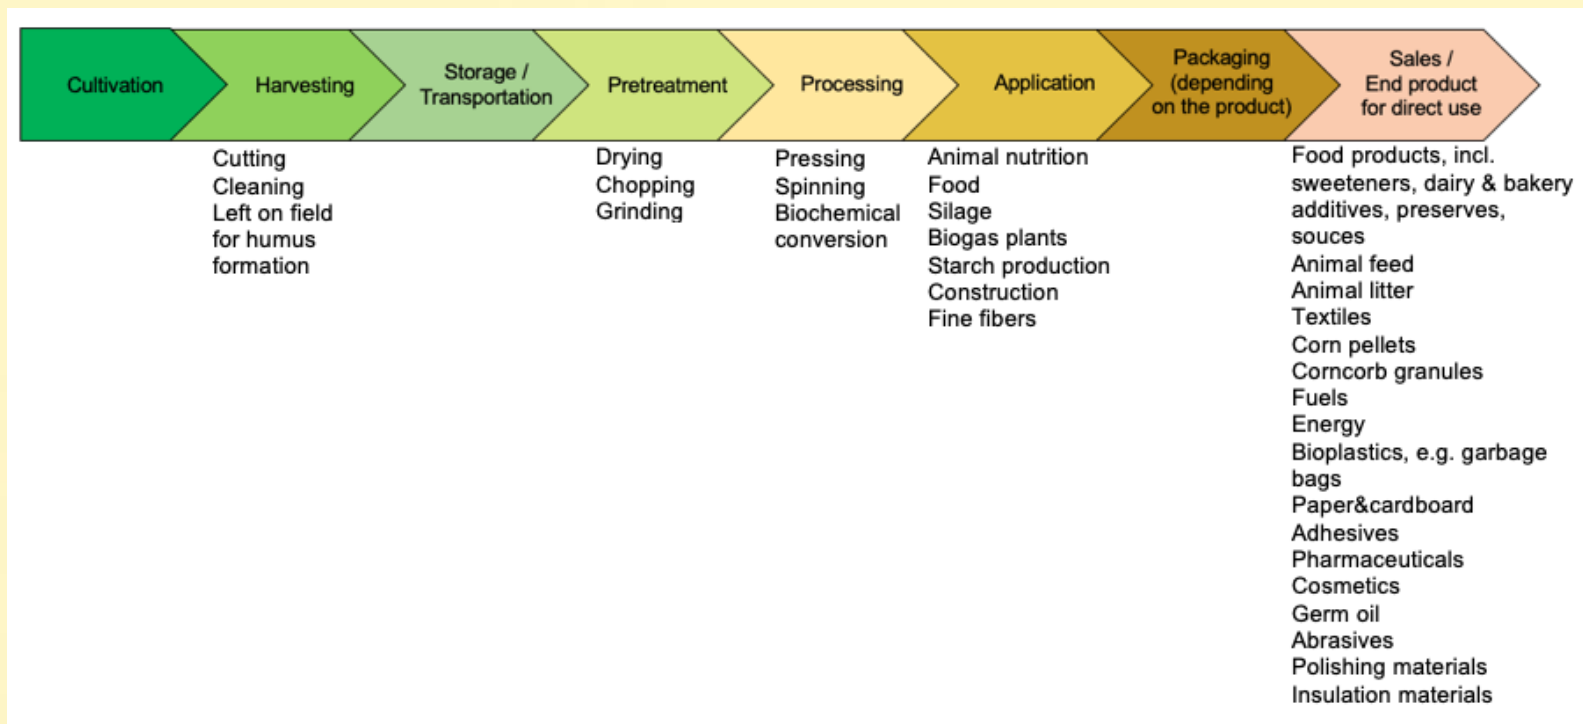 Cultivation
Harvesting
Storage /
Transportation
Pretreatment
Processing
Application
Packaging
(depending
on the product)
Sales /
End product
for direct use
Cutting
Cleaning
Left on field
for humus
formation
Drying
Chopping
Grinding
Pressing
Spinning
Biochemical
conversion
Animal nutrition
Food
Silage
Biogas plants
Starch production
Construction
Fine fibers
Food products, incl.
sweeteners, dairy & bakery
additives, preserves,
souces
Animal feed
Animal litter
Textiles
Corn pellets
Corncorb granules
Fuels
Energy
Bioplastics, e.g. garbage
bags
Paper&cardboard
Adhesives
Pharmaceuticals
Cosmetics
Germ oil
Abrasives
Polishing materials
Insulation materials